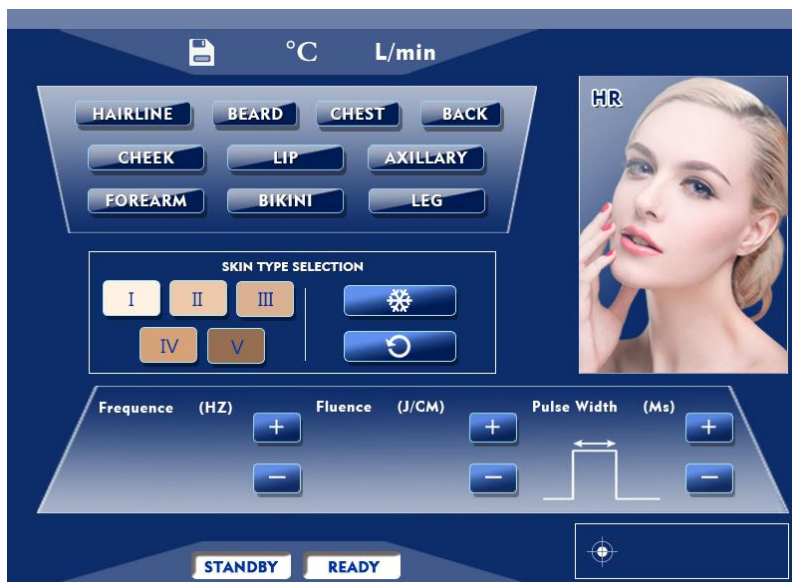 °C L/min
HR
HAIRLINE BEARD CHEST BACK
CHEEK LIP AXILLARY
FOREARM BIKINI LEG
SKIN TYPE SELECTION
I II III
IV V
Frequence (HZ) Fluence (J/CM) Pulse Width (Ms)
+ + +
− − −
STANDBY READY